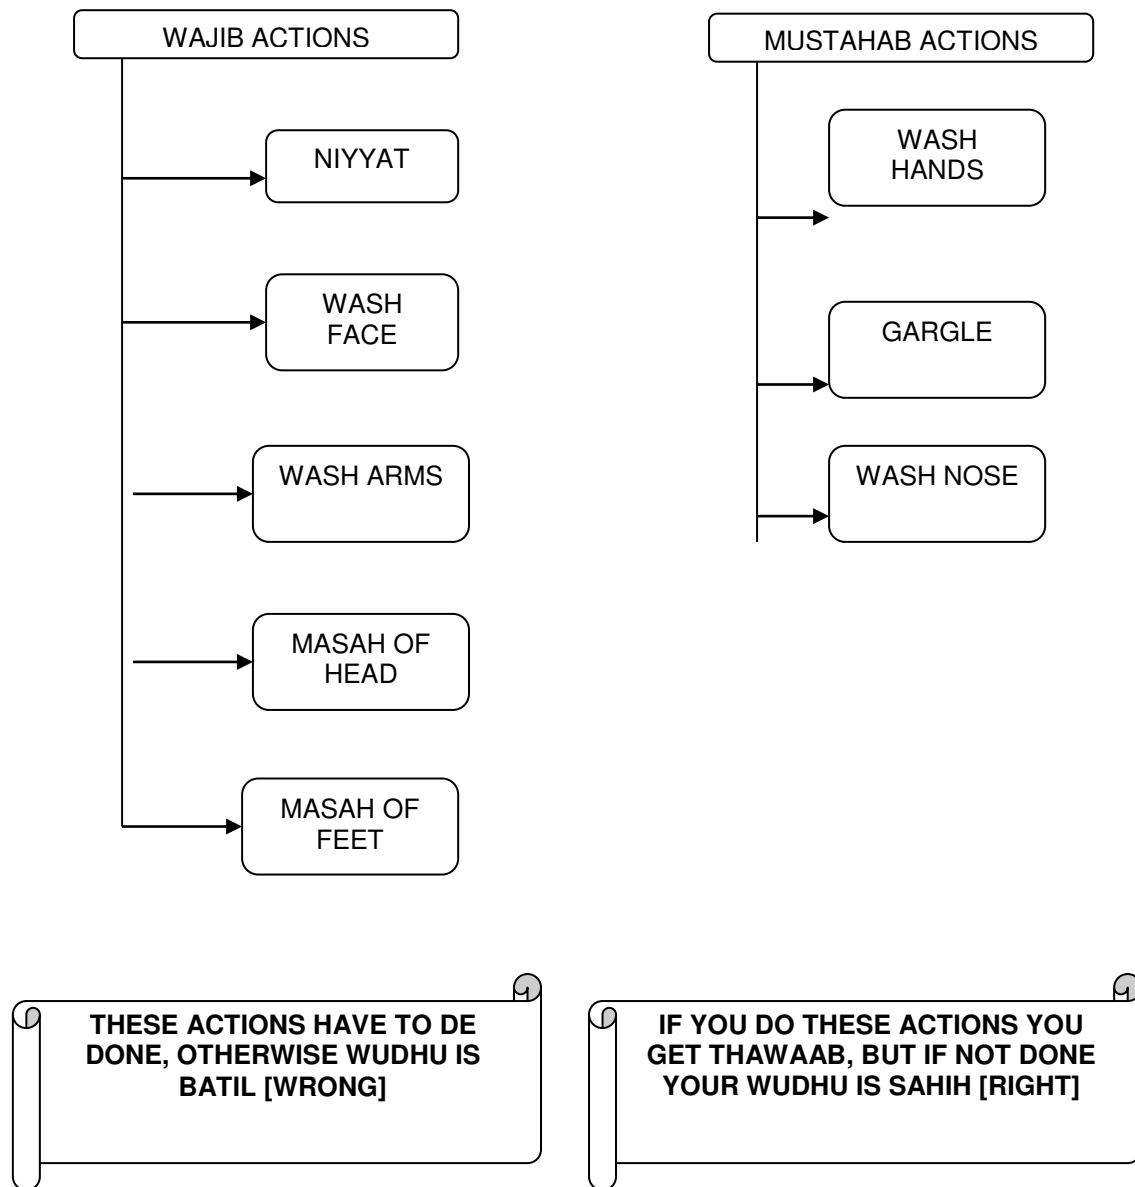 WAJIB ACTIONS
NIYYAT
WASH
FACE
WASH ARMS
MASAH OF
HEAD
MASAH OF
FEET
THESE ACTIONS HAVE TO DE
DONE, OTHERWISE WUDHU IS
BATIL [WRONG]
MUSTAHAB ACTIONS
WASH
HANDS
GARGLE
WASH NOSE
IF YOU DO THESE ACTIONS YOU
GET THAWAAB, BUT IF NOT DONE
YOUR WUDHU IS SAHIH [RIGHT]